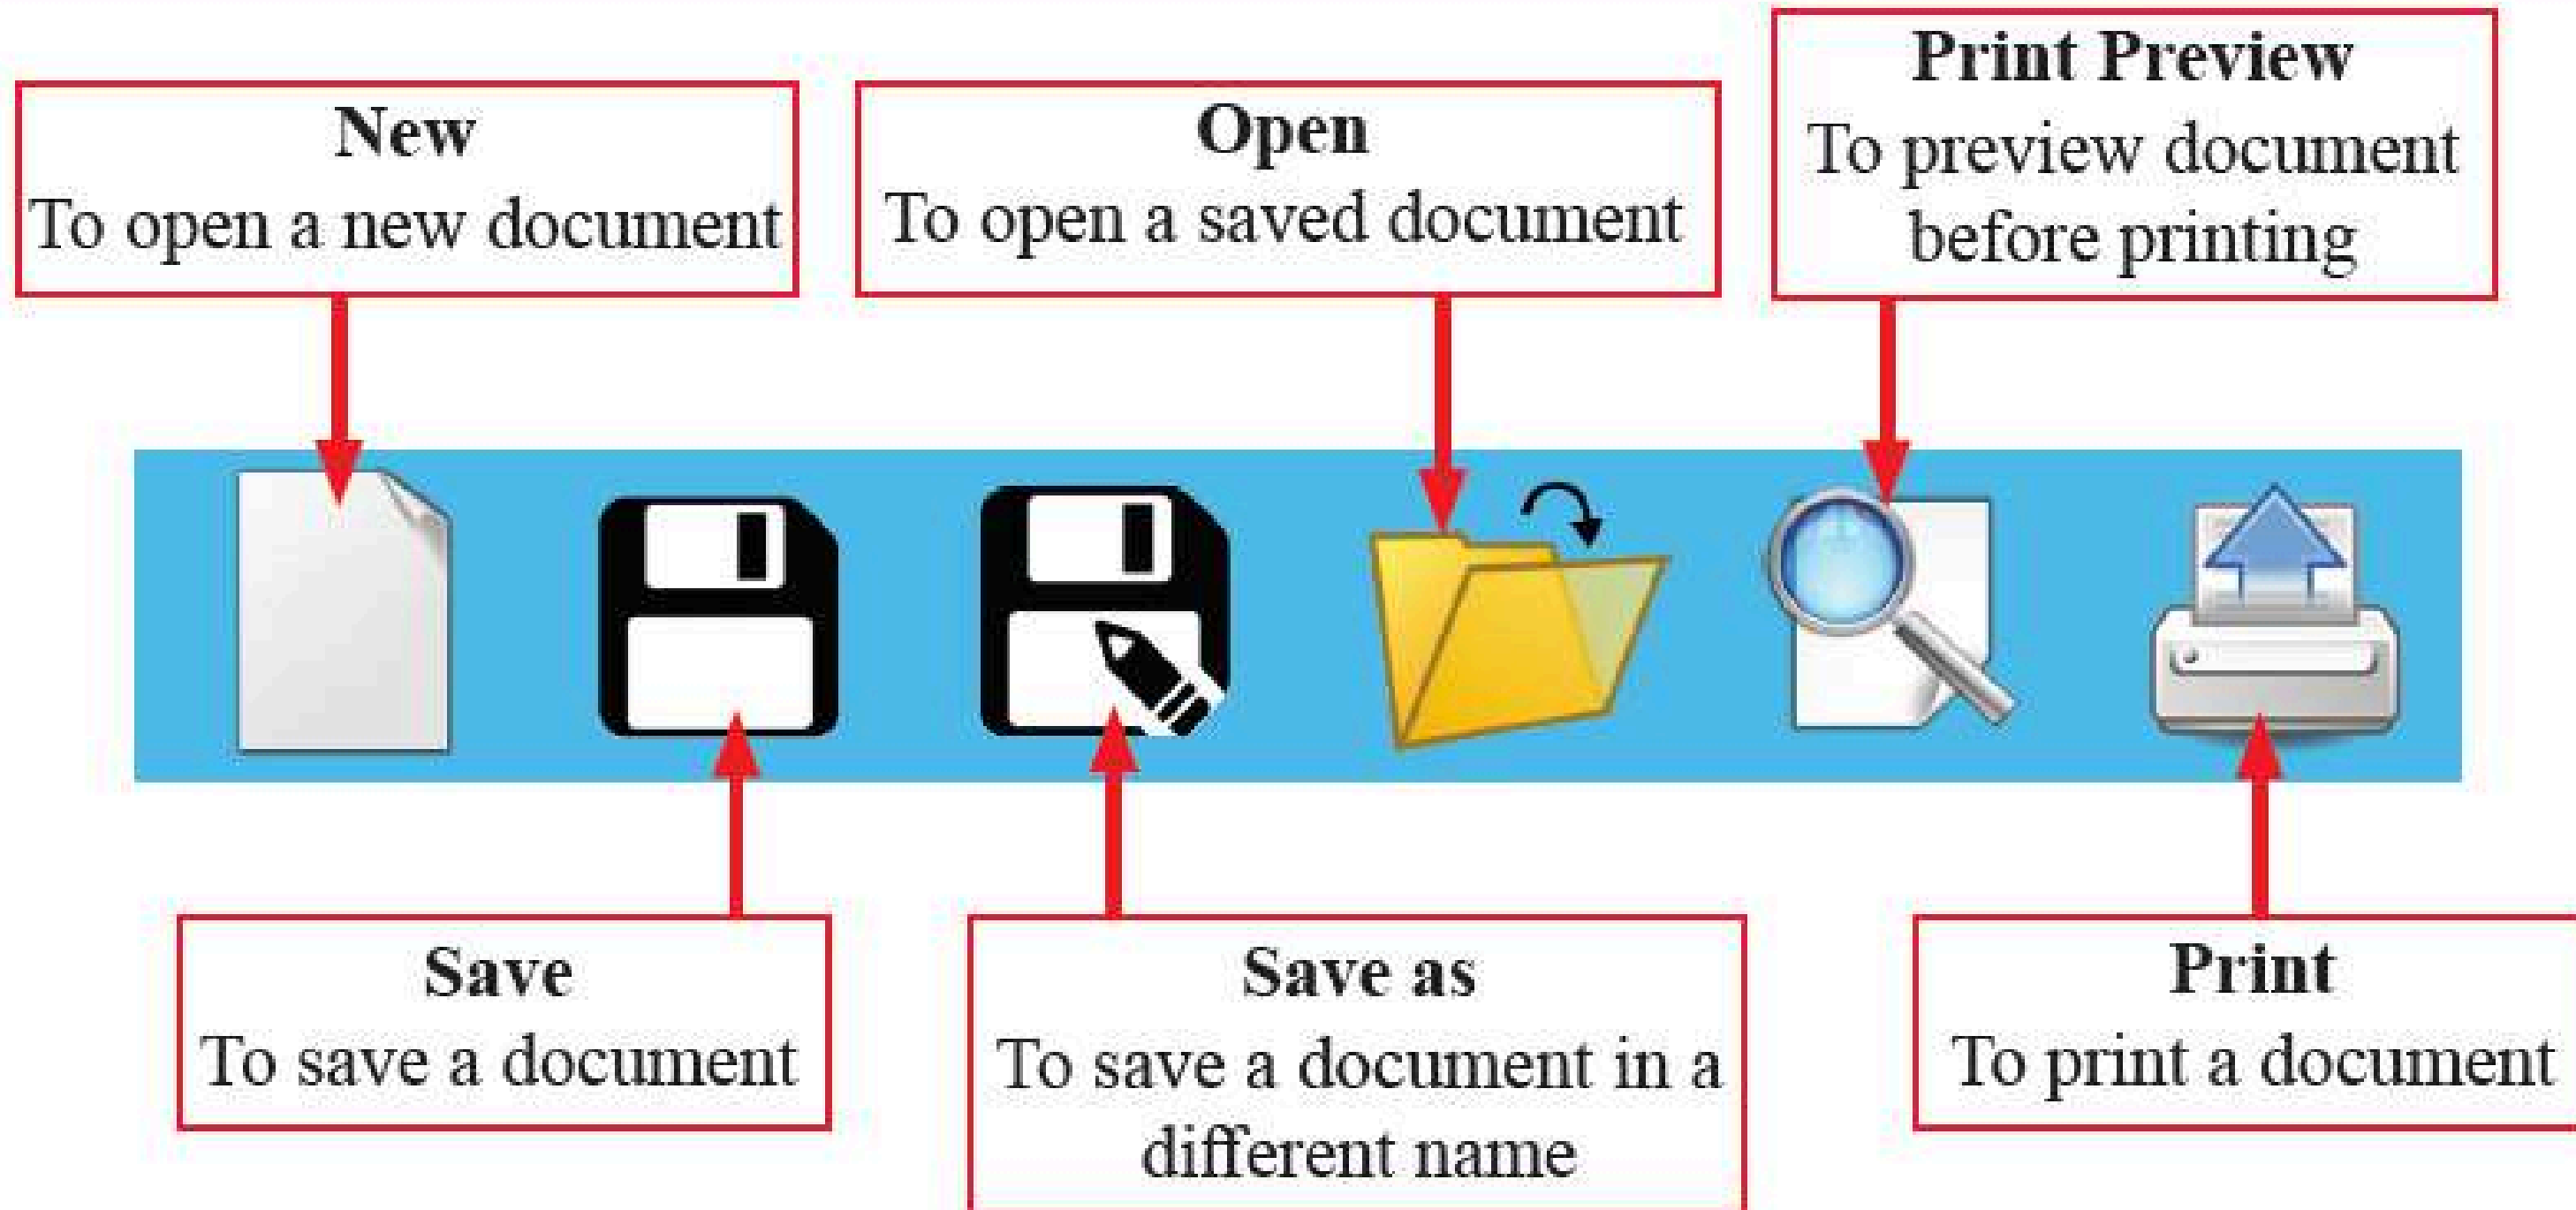 New
To open a new document
Open
To open a saved document
Print Preview
To preview document
before printing
Save
To save a document
Save as
To save a document in a
different name
Print
To print a document